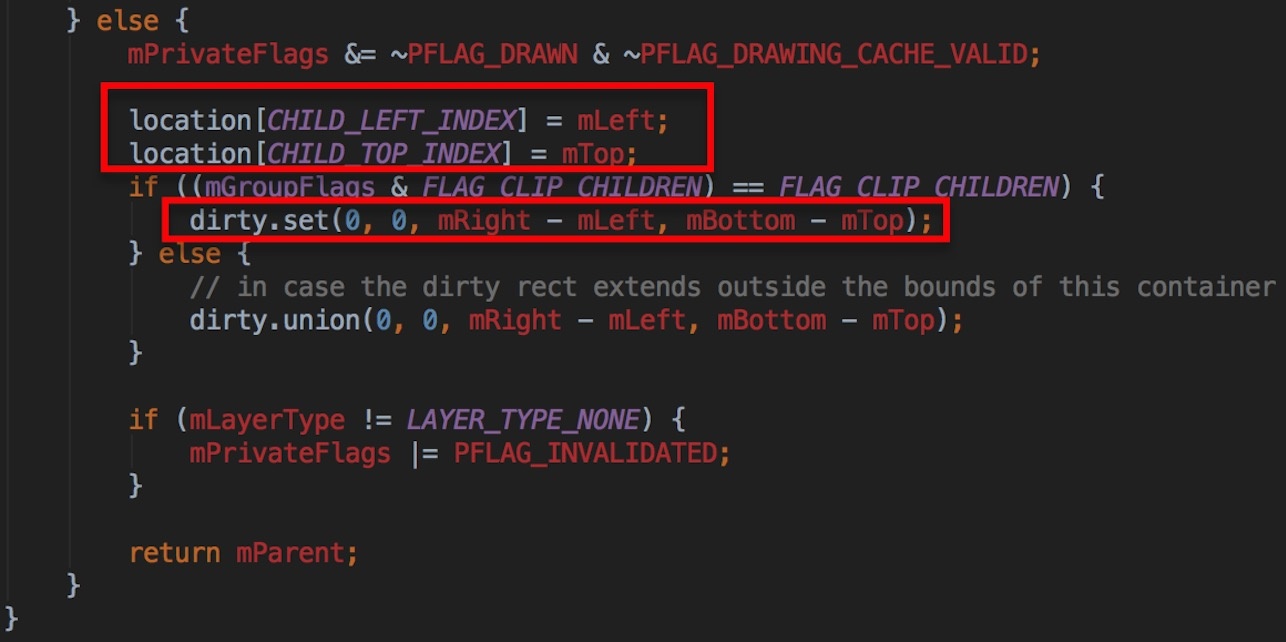 } else {
mPrivateFlags &= ~PFLAG_DRAWN & ~PFLAG_DRAWING_CACHE_VALID;
location[CHILD_LEFT_INDEX] = mLeft;
location[CHILD_TOP_INDEX] = mTop;
if ((mGroupFlags & FLAG_CLIP_CHILDREN) == FLAG_CLIP_CHILDREN) {
dirty.set(0, 0, mRight - mLeft, mBottom - mTop);
} else {
// in case the dirty rect extends outside the bounds of this container
dirty.union(0, 0, mRight - mLeft, mBottom - mTop);
}
if (mLayerType != LAYER_TYPE_NONE) {
mPrivateFlags |= PFLAG_INVALIDATED;
}
return mParent;
}
}